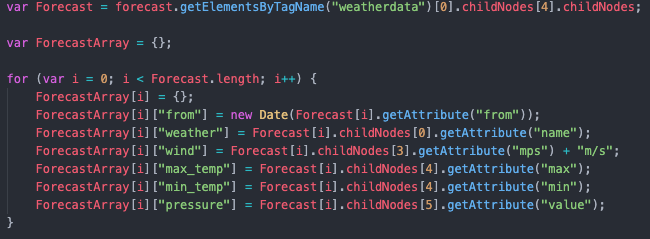 var Forecast = forecast.getElementsByTagName("weatherdata")[0].childNodes[4].childNodes;
var ForecastArray = {};
for (var i = 0; i < Forecast.length; i++) {
ForecastArray[i] = {};
ForecastArray[i]["from"] = new Date(Forecast[i].getAttribute("from"));
ForecastArray[i]["weather"] = Forecast[i].childNodes[0].getAttribute("name");
ForecastArray[i]["wind"] = Forecast[i].childNodes[3].getAttribute("mps") + "m/s";
ForecastArray[i]["max_temp"] = Forecast[i].childNodes[4].getAttribute("max");
ForecastArray[i]["min_temp"] = Forecast[i].childNodes[4].getAttribute("min");
ForecastArray[i]["pressure"] = Forecast[i].childNodes[5].getAttribute("value");
}